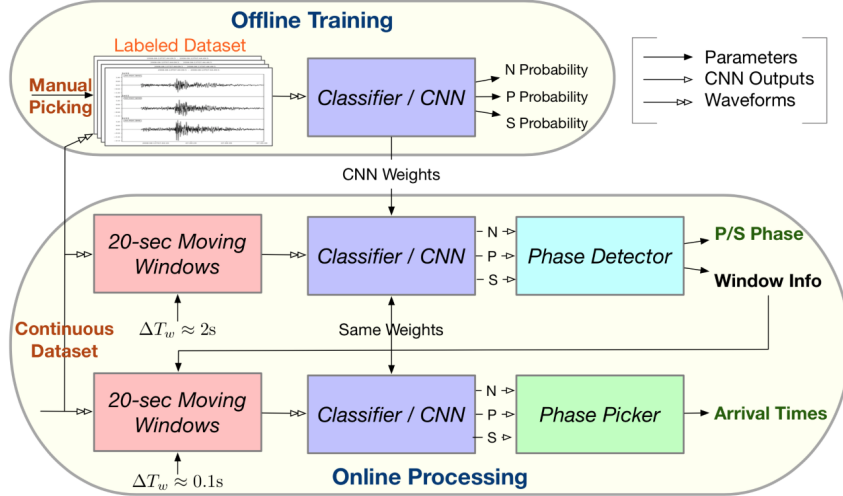 Offline Training
Labeled Dataset
Manual
Picking
Classifier / CNN
N Probability
P Probability
S Probability
Parameters
CNN Outputs
Waveforms
CNN Weights
20-sec Moving
Windows
Classifier / CNN
N
P
S
Phase Detector
P/S Phase
Window Info
ΔT_w ≈ 2s
Same Weights
Continuous
Dataset
20-sec Moving
Windows
Classifier / CNN
N
P
S
Phase Picker
Arrival Times
ΔT_w ≈ 0.1s
Online Processing